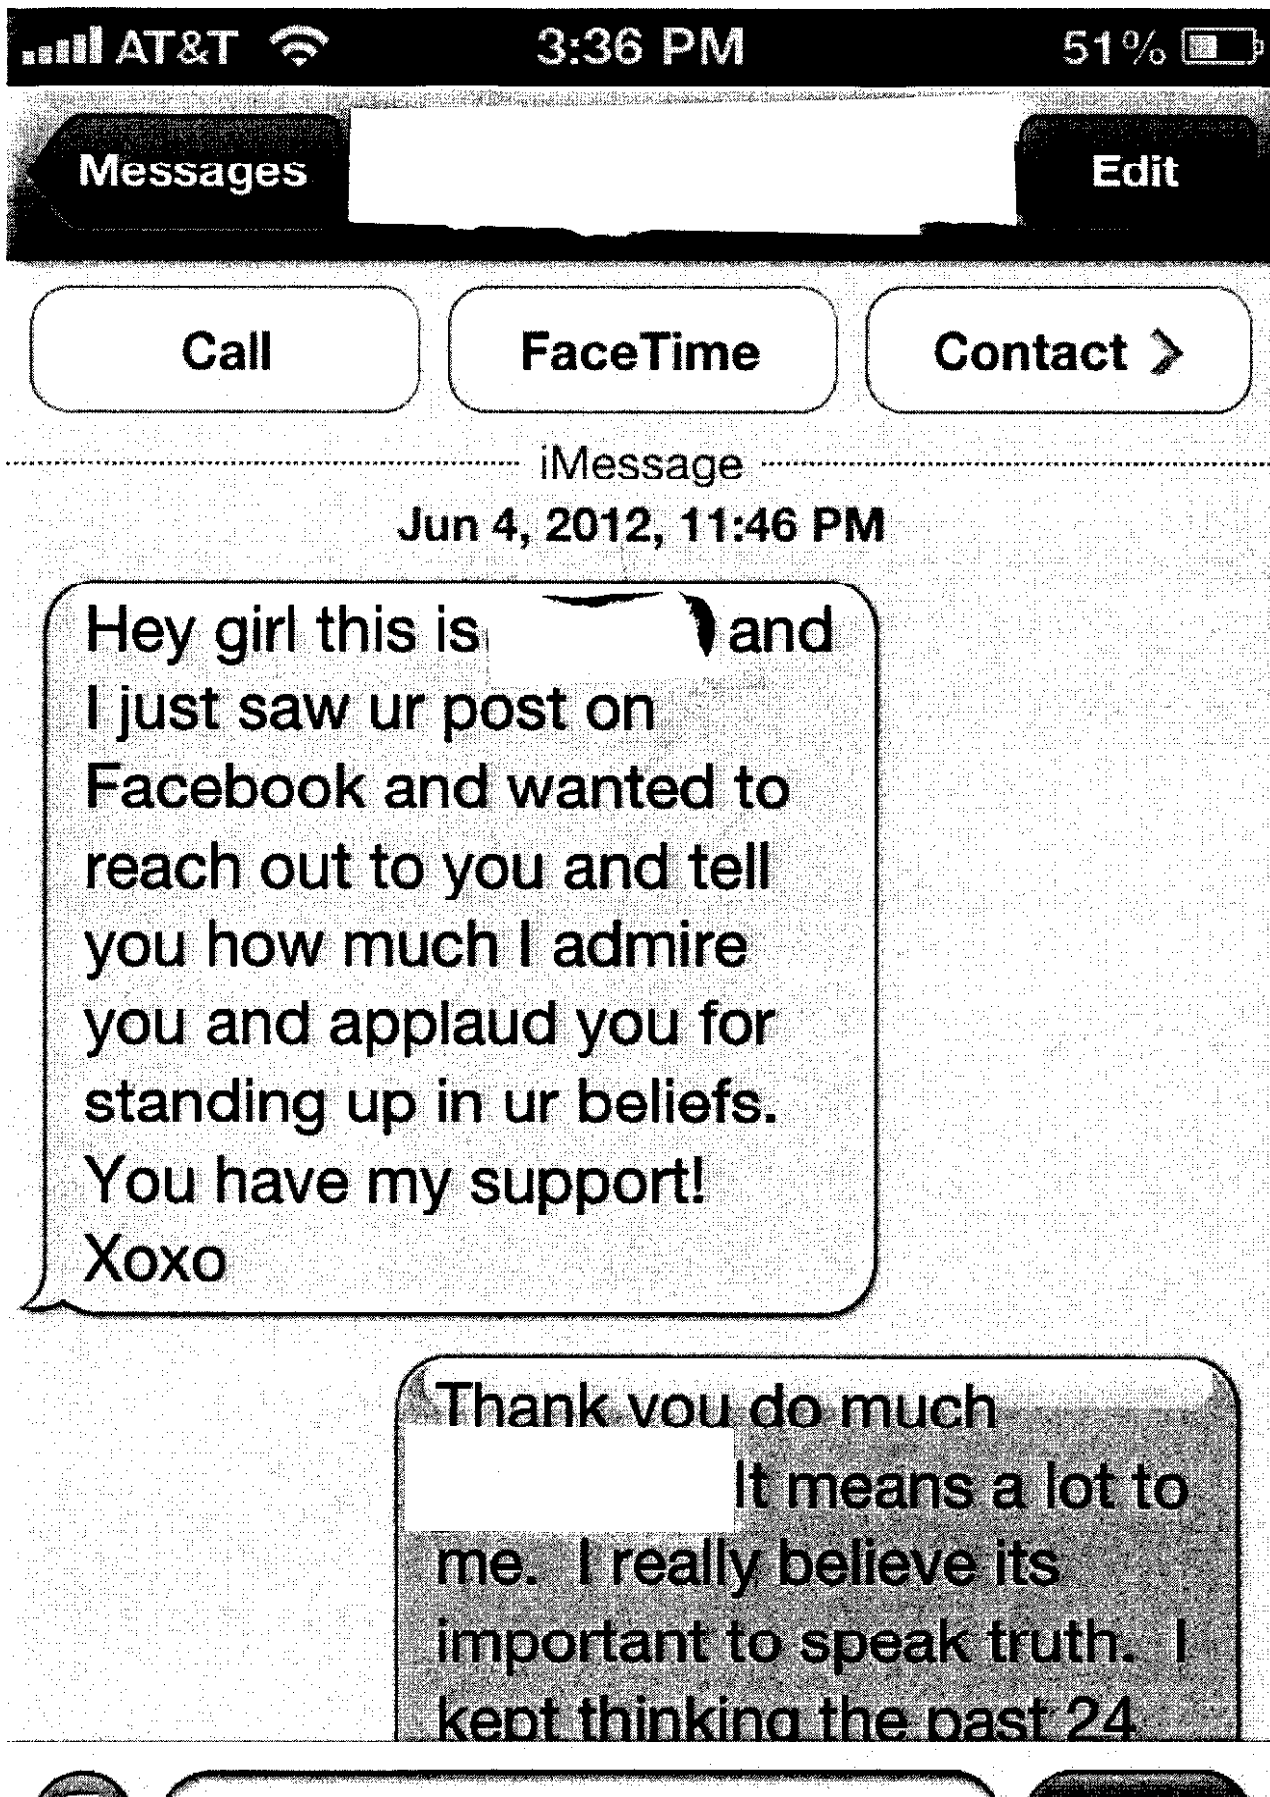 AT&T 3:36 PM 51%
Messages Edit
Call FaceTime Contact
iMessage
Jun 4, 2012, 11:46 PM
Hey girl this is and
I just saw ur post on
Facebook and wanted to
reach out to you and tell
you how much I admire
you and applaud you for
standing up in ur beliefs.
You have my support!
Xoxo
Thank you do much
It means a lot to
me. I really believe its
important to speak truth. I
kept thinking the past 24